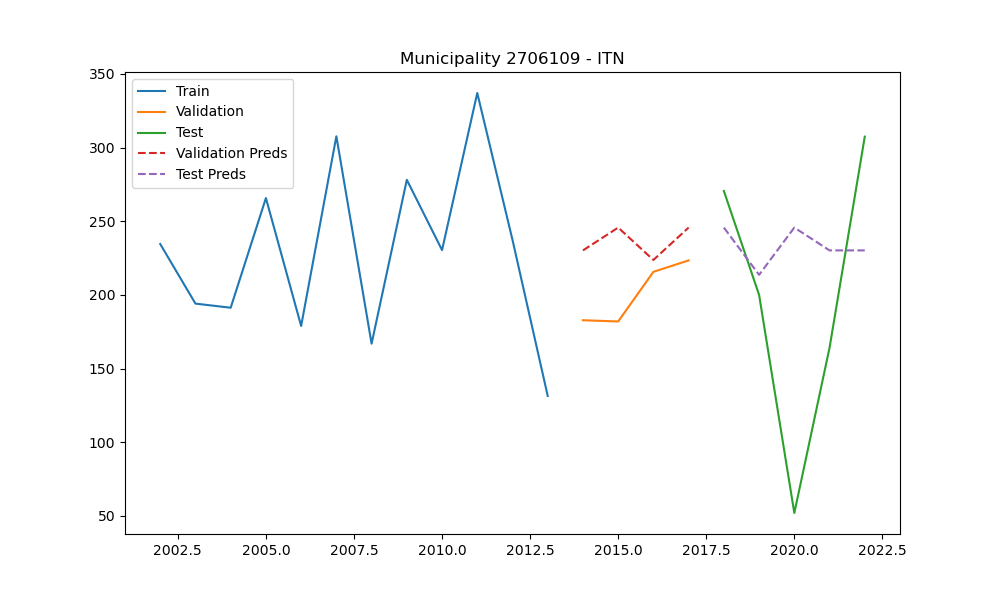 Municipality 2706109 - ITN
350
300
250
200
150
100
50
Train
Validation
Test
Validation Preds
Test Preds
2002.5 2005.0 2007.5 2010.0 2012.5 2015.0 2017.5 2020.0 2022.5